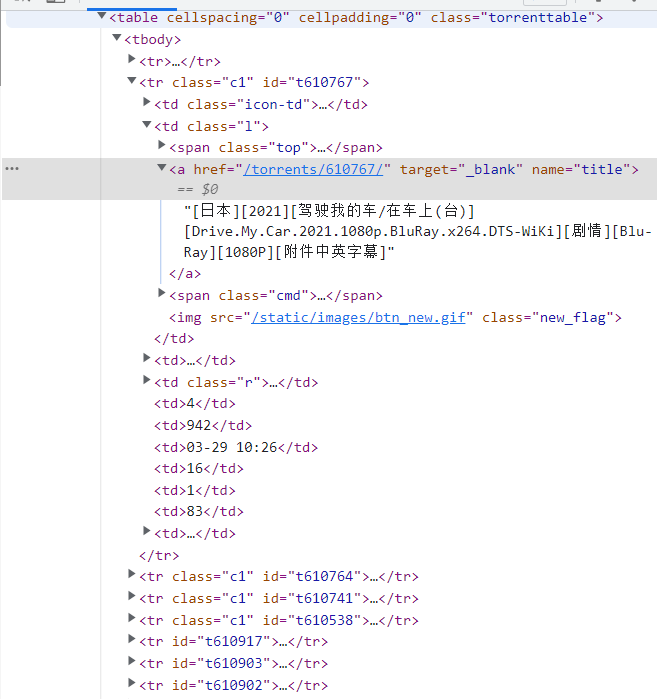 <table cellspacing="0" cellpadding="0" class="torrenttable">
<tbody>
<tr>…</tr>
<tr class="c1" id="t610767">
<td class="icon-td">…</td>
<td class="l">
<span class="top">…</span>
<a href="/torrents/610767/" target="_blank" name="title">
== $0
"[日本][2021][驾驶我的车/在车上(台)]
[Drive.My.Car.2021.1080p.BluRay.x264.DTS-WiKi][剧情][Blu-
Ray][1080P][附件中英字幕]"
</a>
<span class="cmd">…</span>
<img src="/static/images/btn_new.gif" class="new_flag">
</td>
<td>…</td>
<td class="r">…</td>
<td>4</td>
<td>942</td>
<td>03-29 10:26</td>
<td>16</td>
<td>1</td>
<td>83</td>
<td>…</td>
</tr>
<tr class="c1" id="t610764">…</tr>
<tr class="c1" id="t610741">…</tr>
<tr class="c1" id="t610538">…</tr>
<tr id="t610917">…</tr>
<tr id="t610903">…</tr>
<tr id="t610902">…</tr>